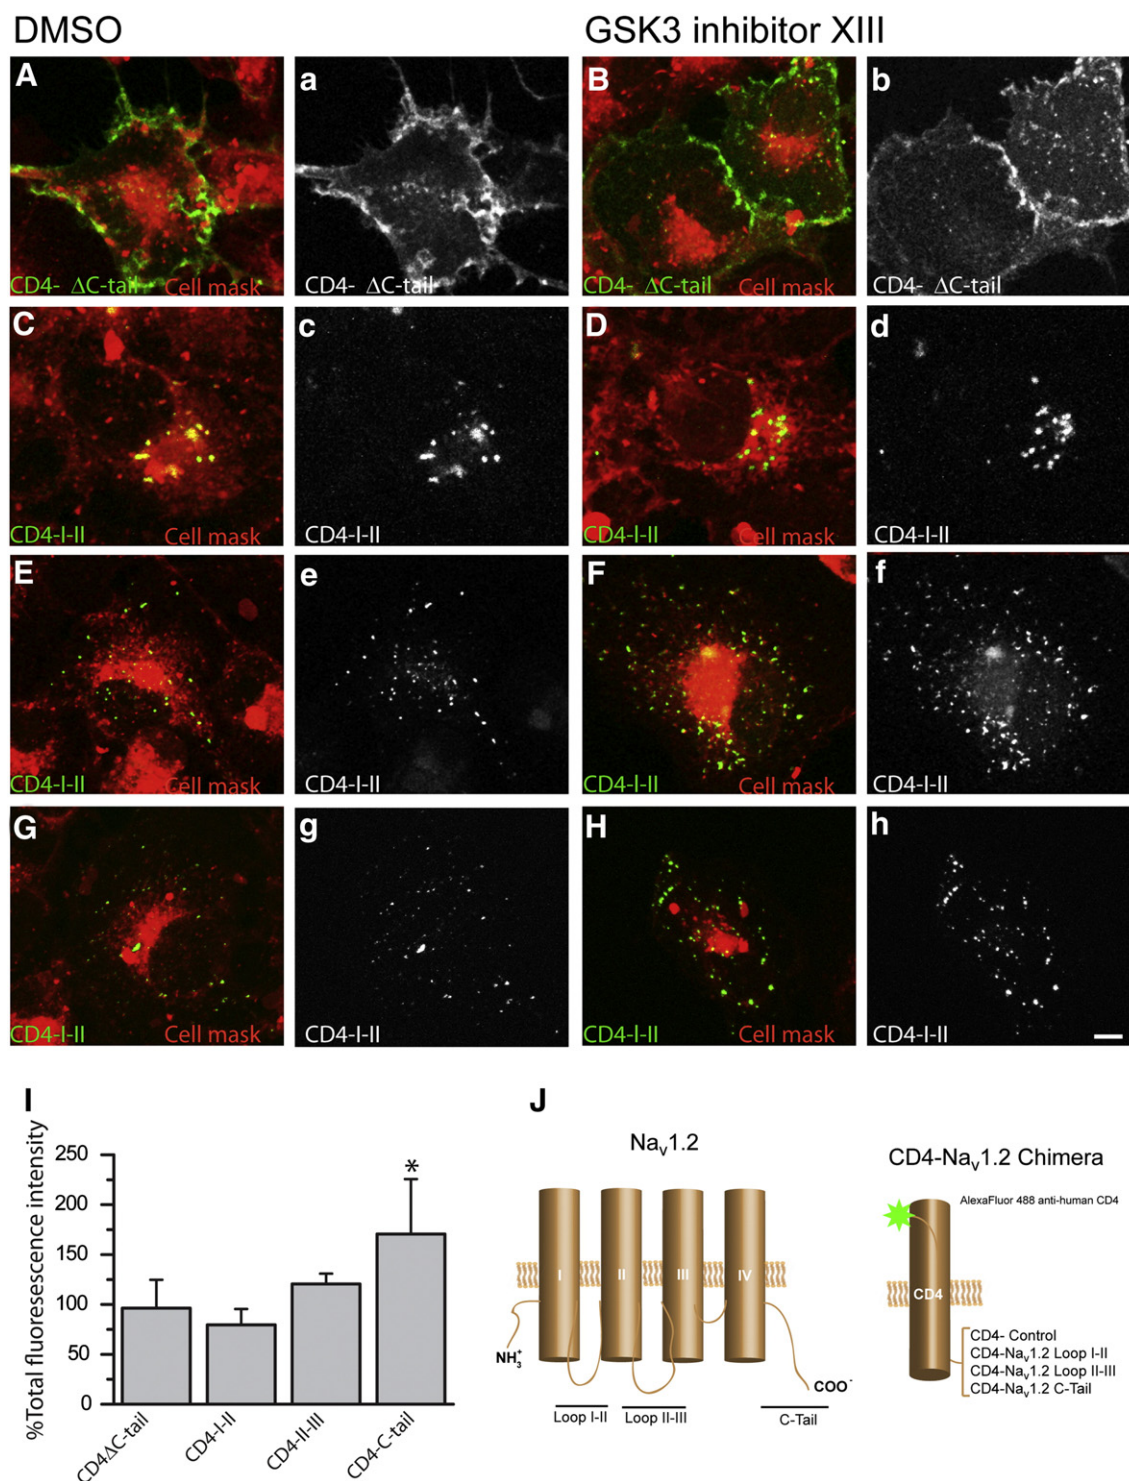 DMSO
GSK3 inhibitor XIII
A
a
B
b
CD4- ΔC-tail
Cell mask
CD4- ΔC-tail
CD4- ΔC-tail
Cell mask
CD4- ΔC-tail
C
c
D
d
CD4-I-II
Cell mask
CD4-I-II
CD4-I-II
Cell mask
CD4-I-II
E
e
F
f
CD4-I-II
Cell mask
CD4-I-II
CD4-I-II
Cell mask
CD4-I-II
G
g
H
h
CD4-I-II
Cell mask
CD4-I-II
CD4-I-II
Cell mask
CD4-I-II
I
%Total fluorescence intensity
250
200
150
100
50
0
*
CD4ΔC-tail
CD4-I-II
CD4-II-III
CD4-C-tail
J
Nav1.2
I
II
III
IV
NH3+
COO-
Loop I-II
Loop II-III
C-Tail
CD4-Nav1.2 Chimera
AlexaFluor 488 anti-human CD4
CD4
CD4- Control
CD4-Nav1.2 Loop I-II
CD4-Nav1.2 Loop II-III
CD4-Nav1.2 C-Tail